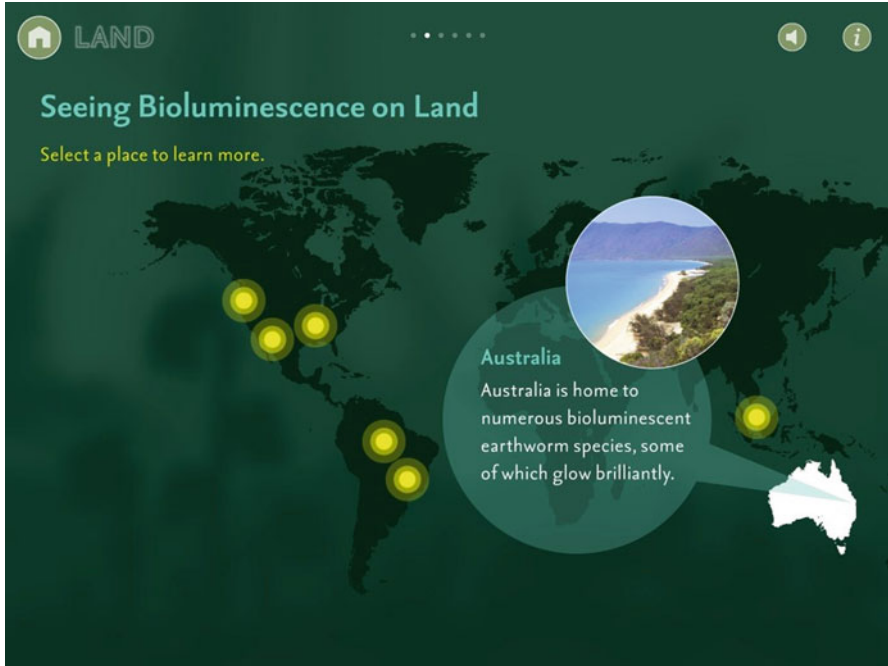 LAND
i
Seeing Bioluminescence on Land
Select a place to learn more.
Australia
Australia is home to
numerous bioluminescent
earthworm species, some
of which glow brilliantly.